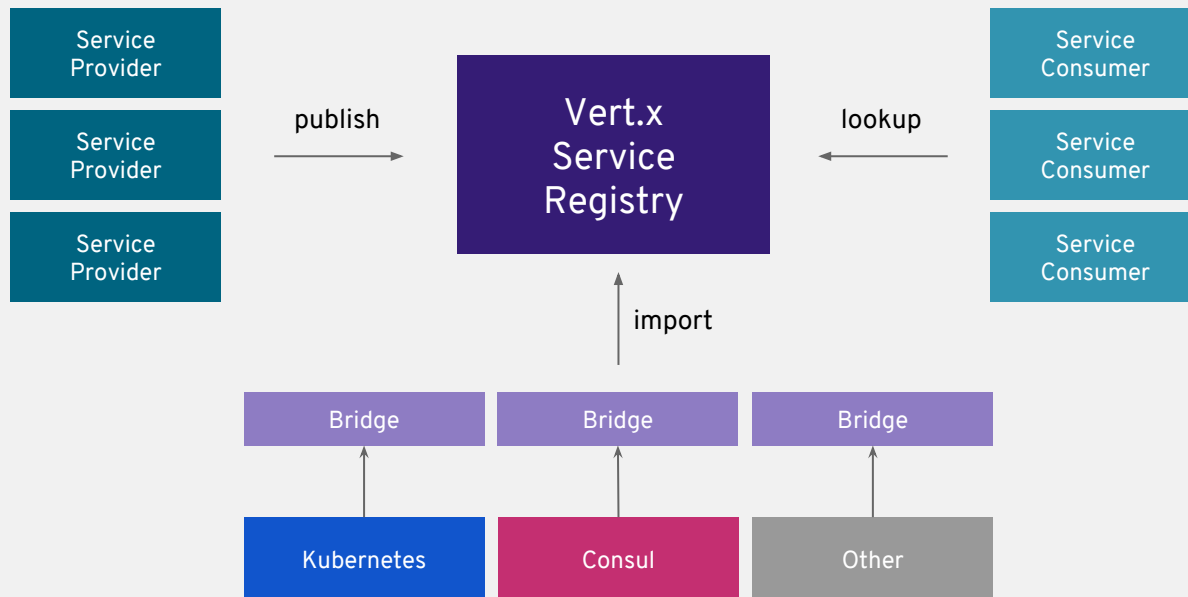 Service
Provider
Service
Provider
Service
Provider
publish
Vert.x
Service
Registry
lookup
Service
Consumer
Service
Consumer
Service
Consumer
import
Bridge
Bridge
Bridge
Kubernetes
Consul
Other